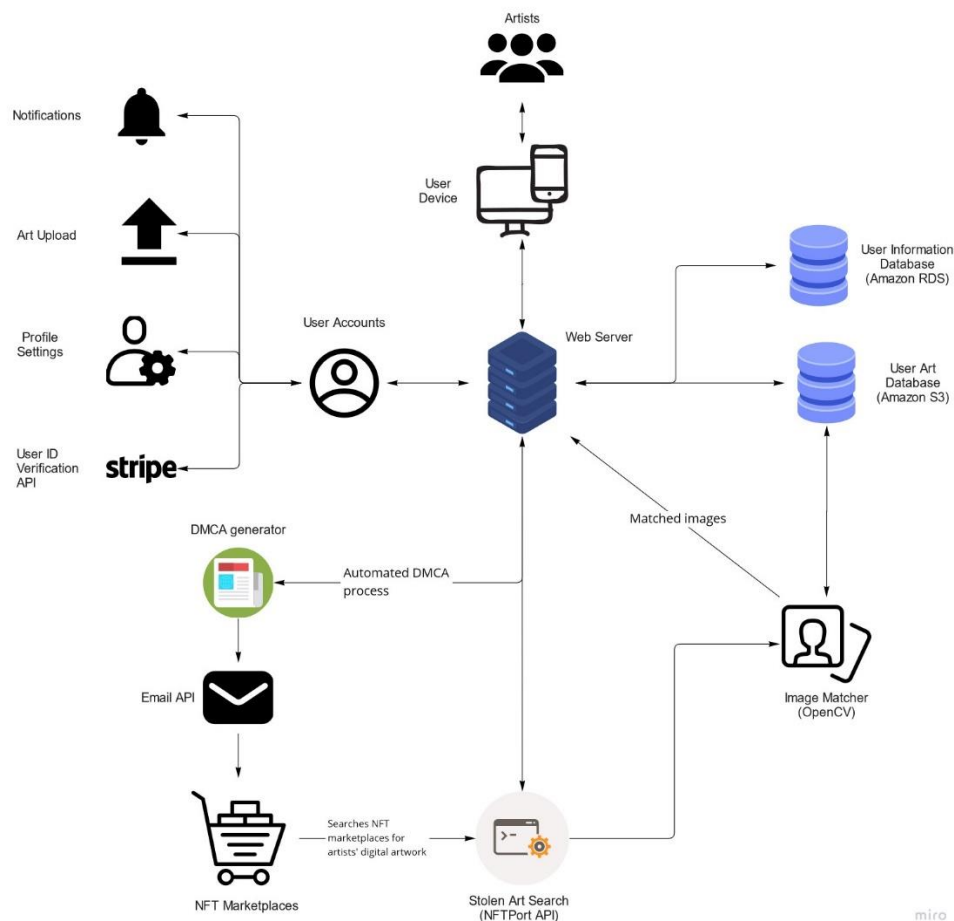 Artists
Notifications
User
Device
Art Upload
User Information
Database
(Amazon RDS)
User Accounts
Web Server
Profile
Settings
User Art
Database
(Amazon S3)
User ID
Verification
API
stripe
Matched images
DMCA generator
Automated DMCA
process
Email API
Image Matcher
(OpenCV)
Searches NFT
marketplaces for
artists' digital artwork
NFT Marketplaces
Stolen Art Search
(NFTPort API)
miro